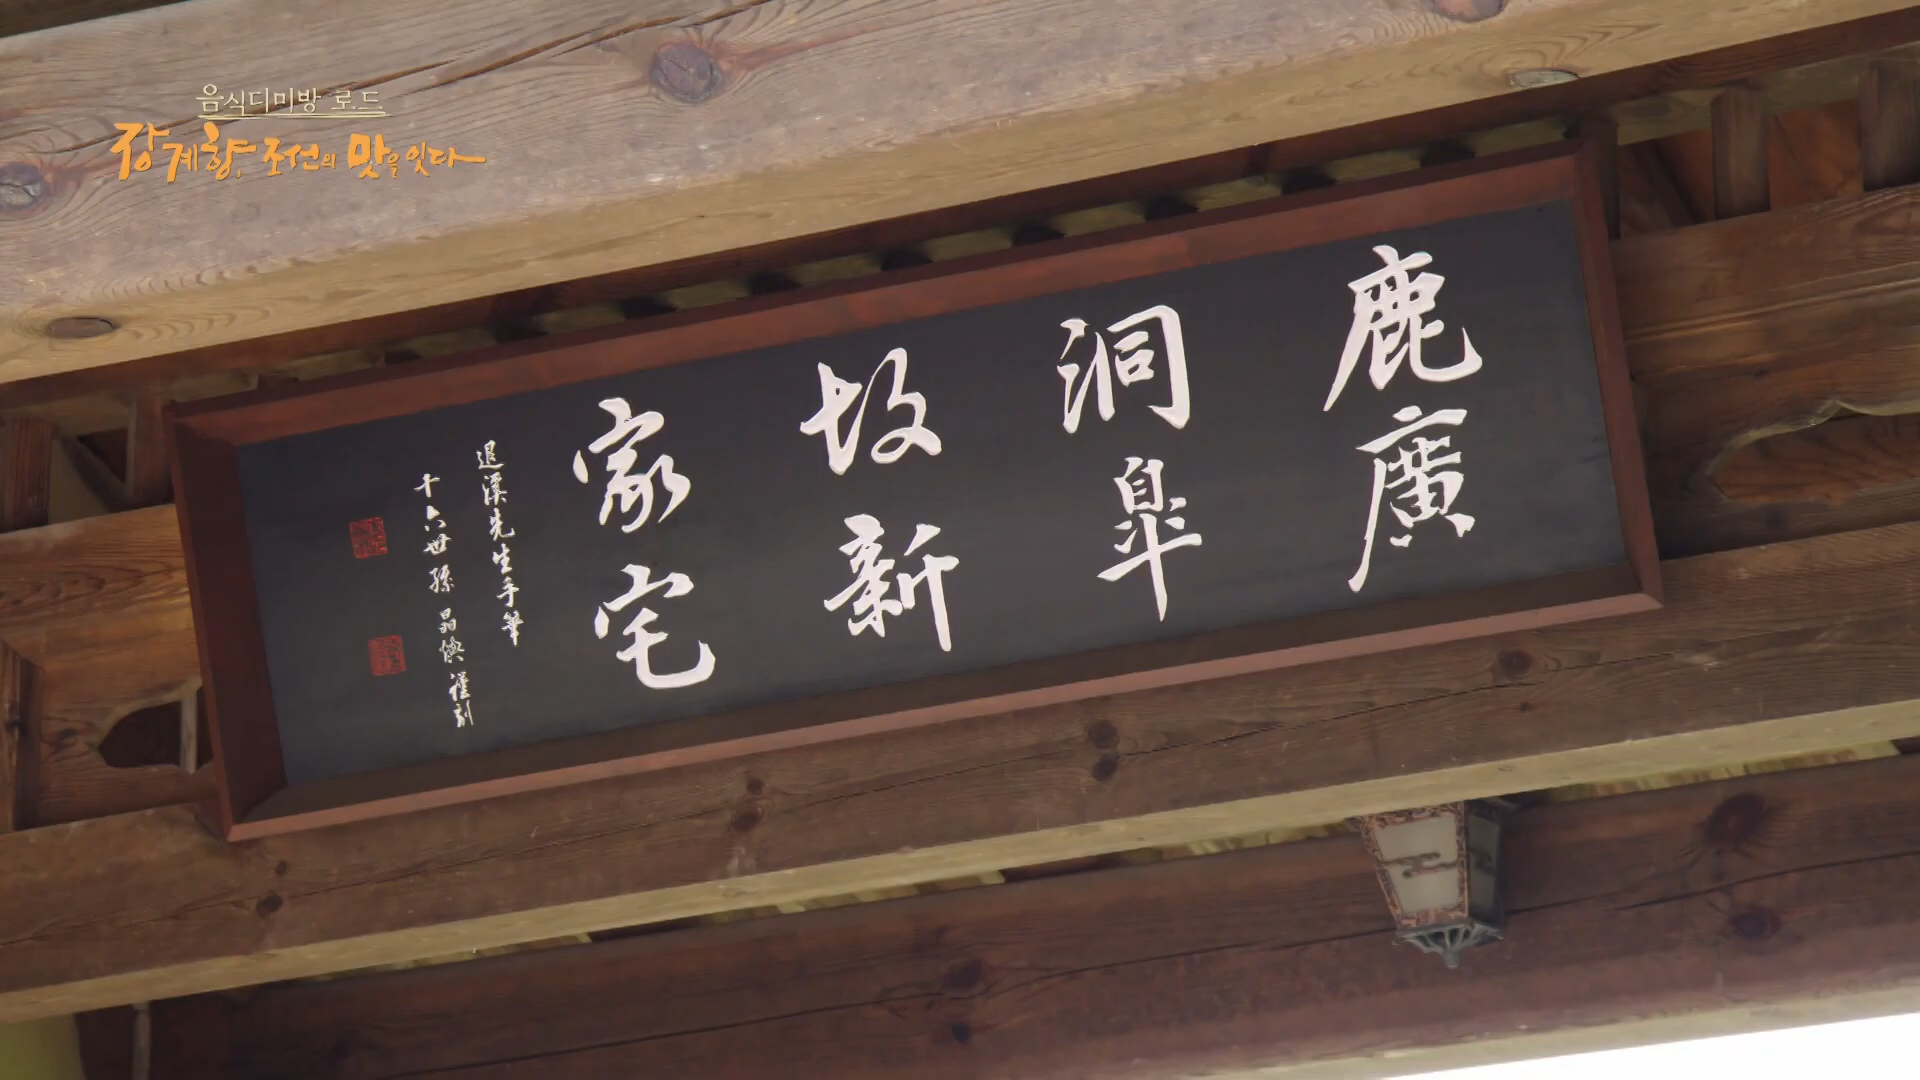 음식디미방 로드
장계향, 조선의 맛을 잇다
鹿廣
洞皐
故新
家宅
退溪先生手筆
十六世孫 晶煥 謹刻